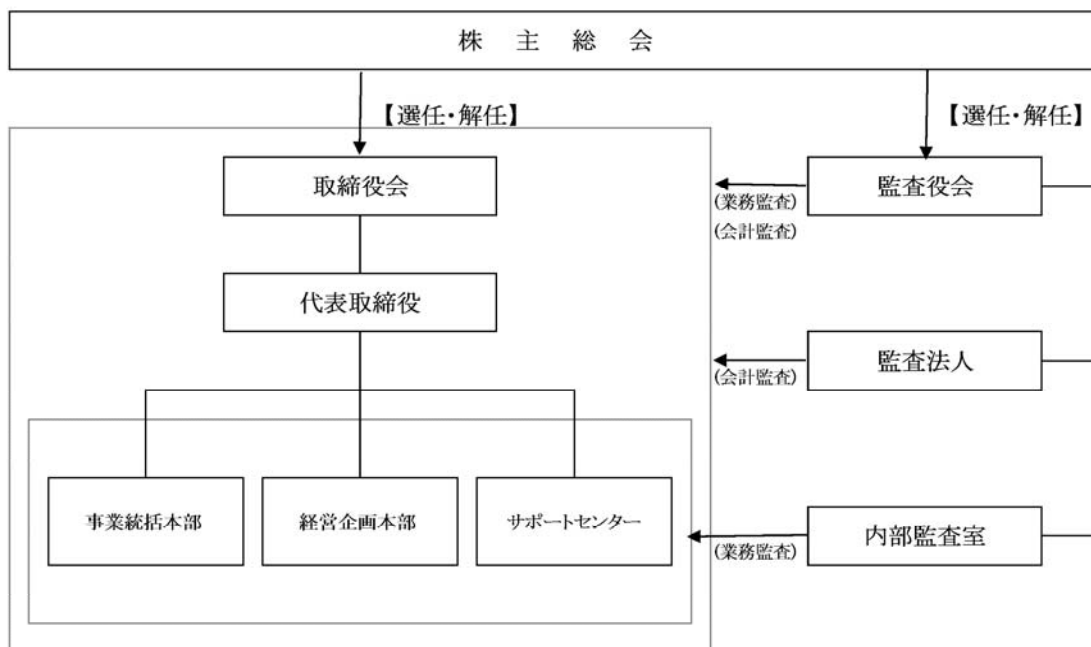 株 主 総 会
【選任・解任】
【選任・解任】
取締役会
監査役会
(業務監査)
(会計監査)
代表取締役
監査法人
(会計監査)
事業統括本部
経営企画本部
サポートセンター
内部監査室
(業務監査)